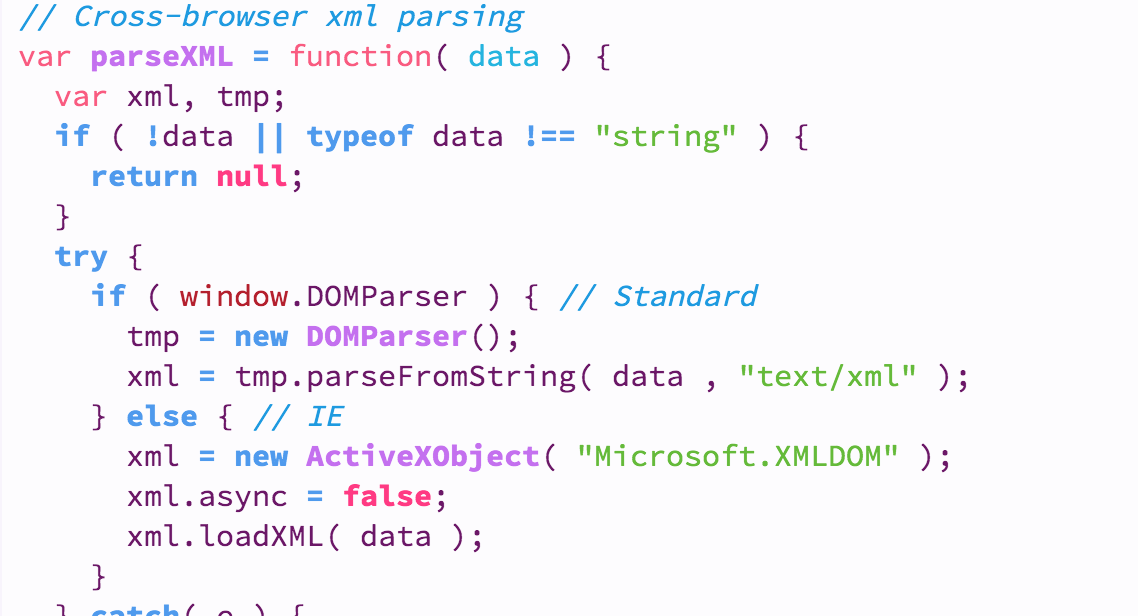 // Cross-browser xml parsing
var parseXML = function( data ) {
  var xml, tmp;
  if ( !data || typeof data !== "string" ) {
    return null;
  }
  try {
    if ( window.DOMParser ) { // Standard
      tmp = new DOMParser();
      xml = tmp.parseFromString( data , "text/xml" );
    } else { // IE
      xml = new ActiveXObject( "Microsoft.XMLDOM" );
      xml.async = false;
      xml.loadXML( data );
    }
  } catch( e ) {